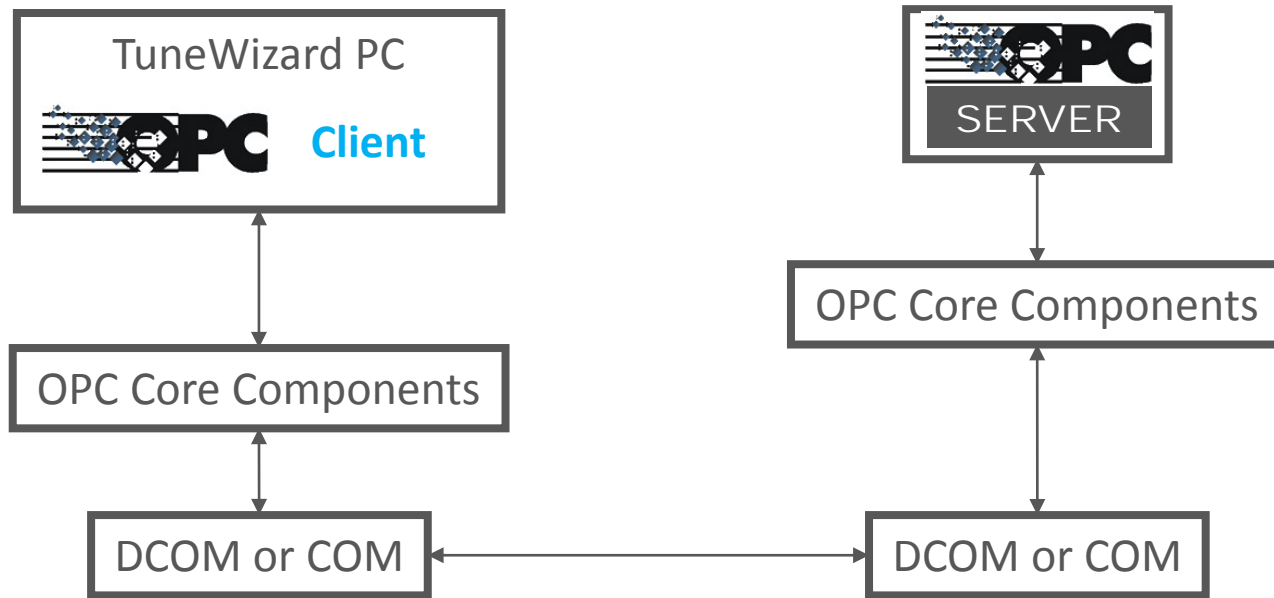 TuneWizard PC
OPC Client
OPC Core Components
DCOM or COM
OPC
SERVER
OPC Core Components
DCOM or COM